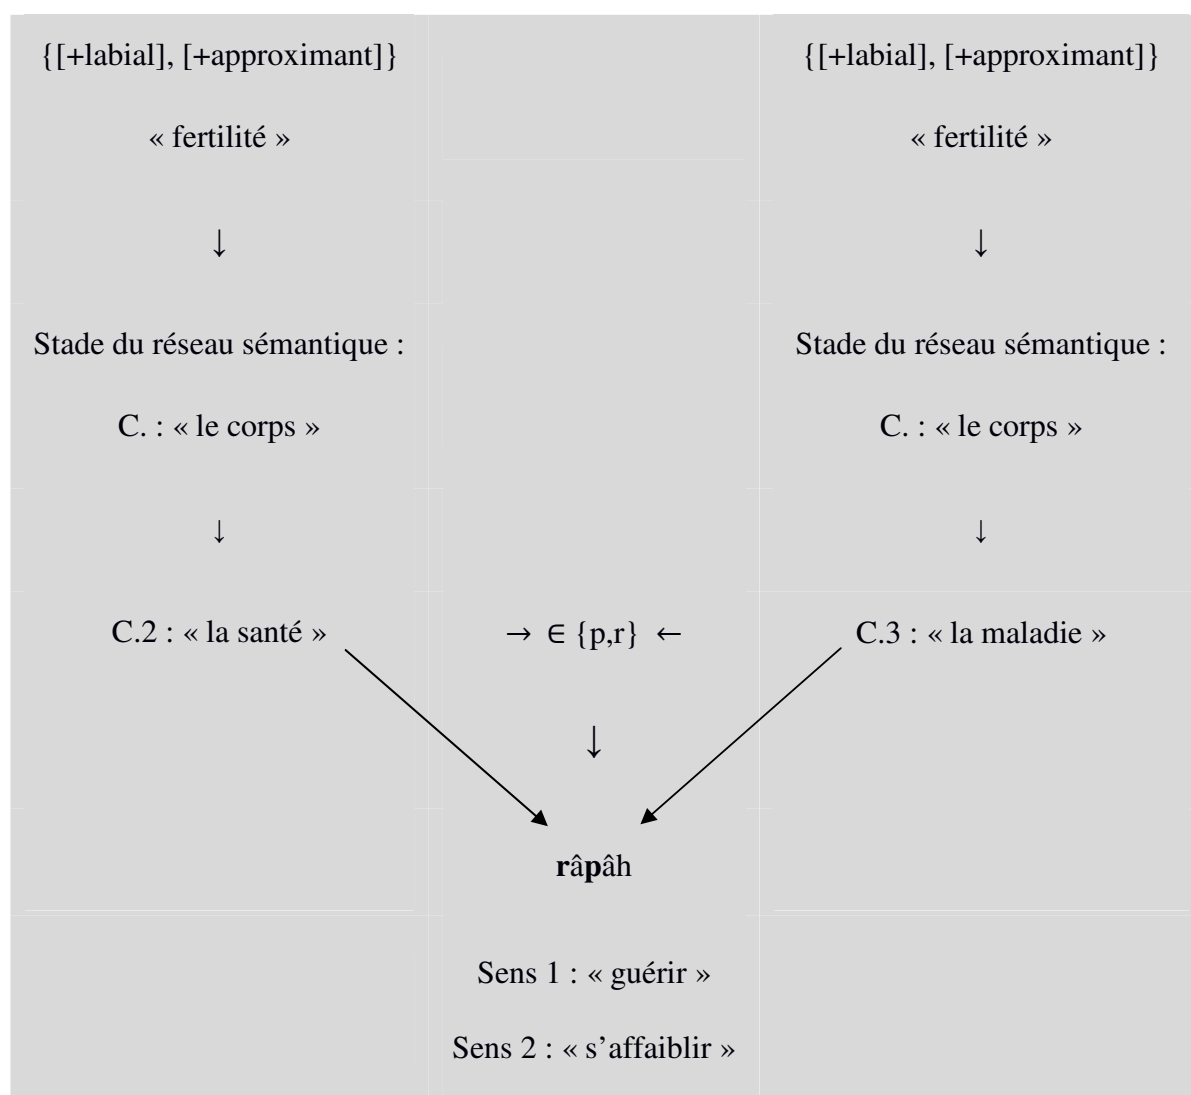 {[+labial], [+approximant]} {[+labial], [+approximant]}
« fertilité » « fertilité »
↓ ↓
Stade du réseau sémantique : Stade du réseau sémantique :
C. : « le corps » C. : « le corps »
↓ ↓
C.2 : « la santé » → ∈ {p,r} ← C.3 : « la maladie »
↓
râpâh
Sens 1 : « guérir »
Sens 2 : « s’affaiblir »